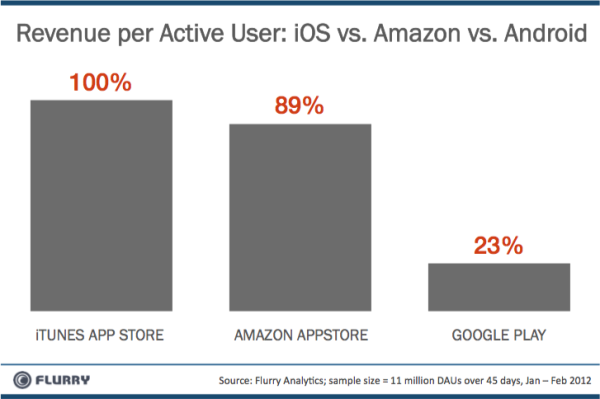 Revenue per Active User: iOS vs. Amazon vs. Android
100%
89%
23%
iTUNES APP STORE
AMAZON APPSTORE
GOOGLE PLAY
FLURRY
Source: Flurry Analytics; sample size = 11 million DAUs over 45 days, Jan – Feb 2012